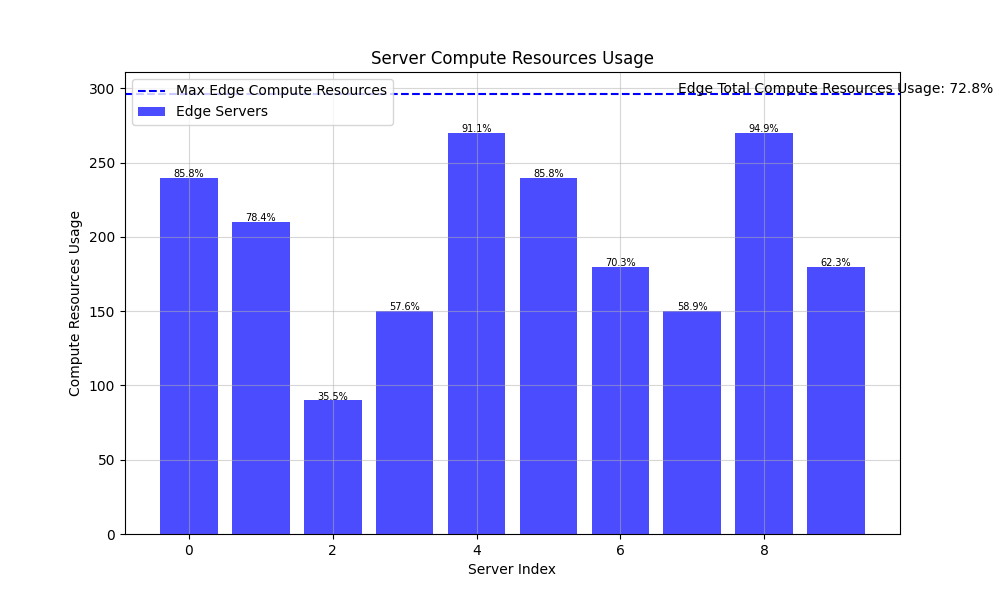 Server Compute Resources Usage
Max Edge Compute Resources
Edge Servers
Edge Total Compute Resources Usage: 72.8%
Compute Resources Usage
300
250
200
150
100
50
0
85.8%
78.4%
35.5%
57.6%
91.1%
85.8%
70.3%
58.9%
94.9%
62.3%
0 2 4 6 8
Server Index